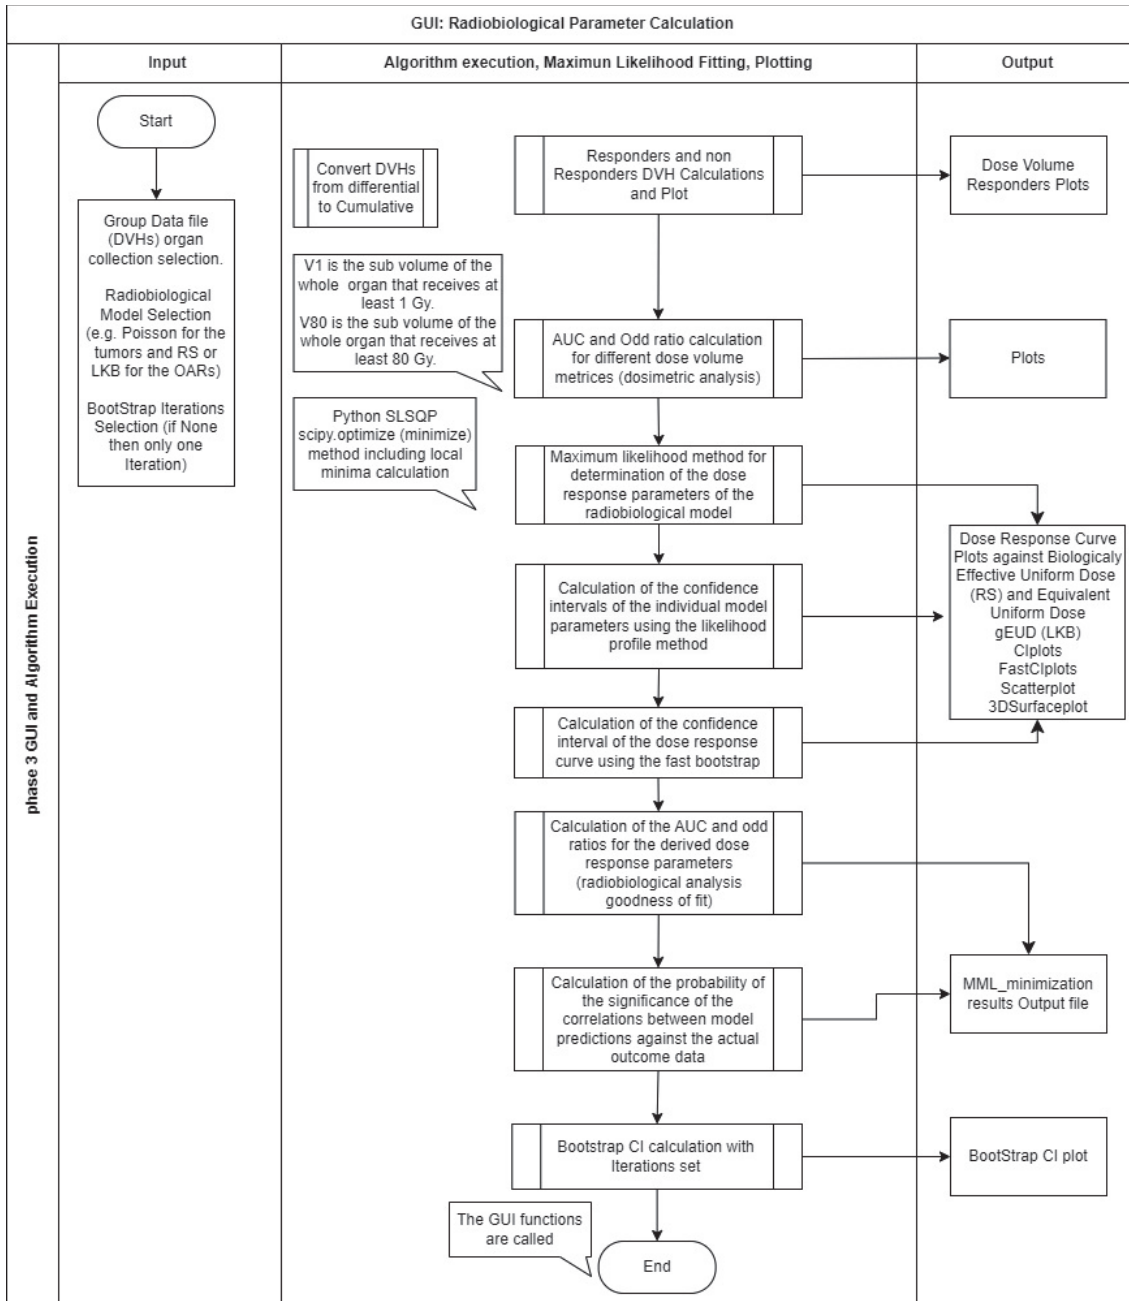 GUI: Radiobiological Parameter Calculation
Input
Algorithm execution, Maximun Likelihood Fitting, Plotting
Output
phase 3 GUI and Algorithm Execution
Start
Group Data file
(DVHs) organ
collection selection.
Radiobiological
Model Selection
(e.g. Poisson for the
tumors and RS or
LKB for the OARs)
BootStrap Iterations
Selection (if None
then only one
Iteration)
Convert DVHs
from differential
to Cumulative
Responders and non
Responders DVH Calculations
and Plot
Dose Volume
Responders Plots
V1 is the sub volume of the
whole organ that receives at
least 1 Gy.
V80 is the sub volume of the
whole organ that receives at
least 80 Gy.
AUC and Odd ratio calculation
for different dose volume
metrices (dosimetric analysis)
Plots
Python SLSQP
scipy.optimize (minimize)
method including local
minima calculation
Maximum likelihood method for
determination of the dose
response parameters of the
radiobiological model
Calculation of the confidence
intervals of the individual model
parameters using the likelihood
profile method
Dose Response Curve
Plots against Biologicaly
Effective Uniform Dose
(RS) and Equivalent
Uniform Dose
gEUD (LKB)
CIplots
FastCIplots
Scatterplot
3DSurfaceplot
Calculation of the confidence
interval of the dose response
curve using the fast bootstrap
Calculation of the AUC and odd
ratios for the derived dose
response parameters
(radiobiological analysis
goodness of fit)
Calculation of the probability of
the significance of the
correlations between model
predictions against the actual
outcome data
MML_minimization
results Output file
Bootstrap CI calculation with
Iterations set
BootStrap CI plot
The GUI functions
are called
End